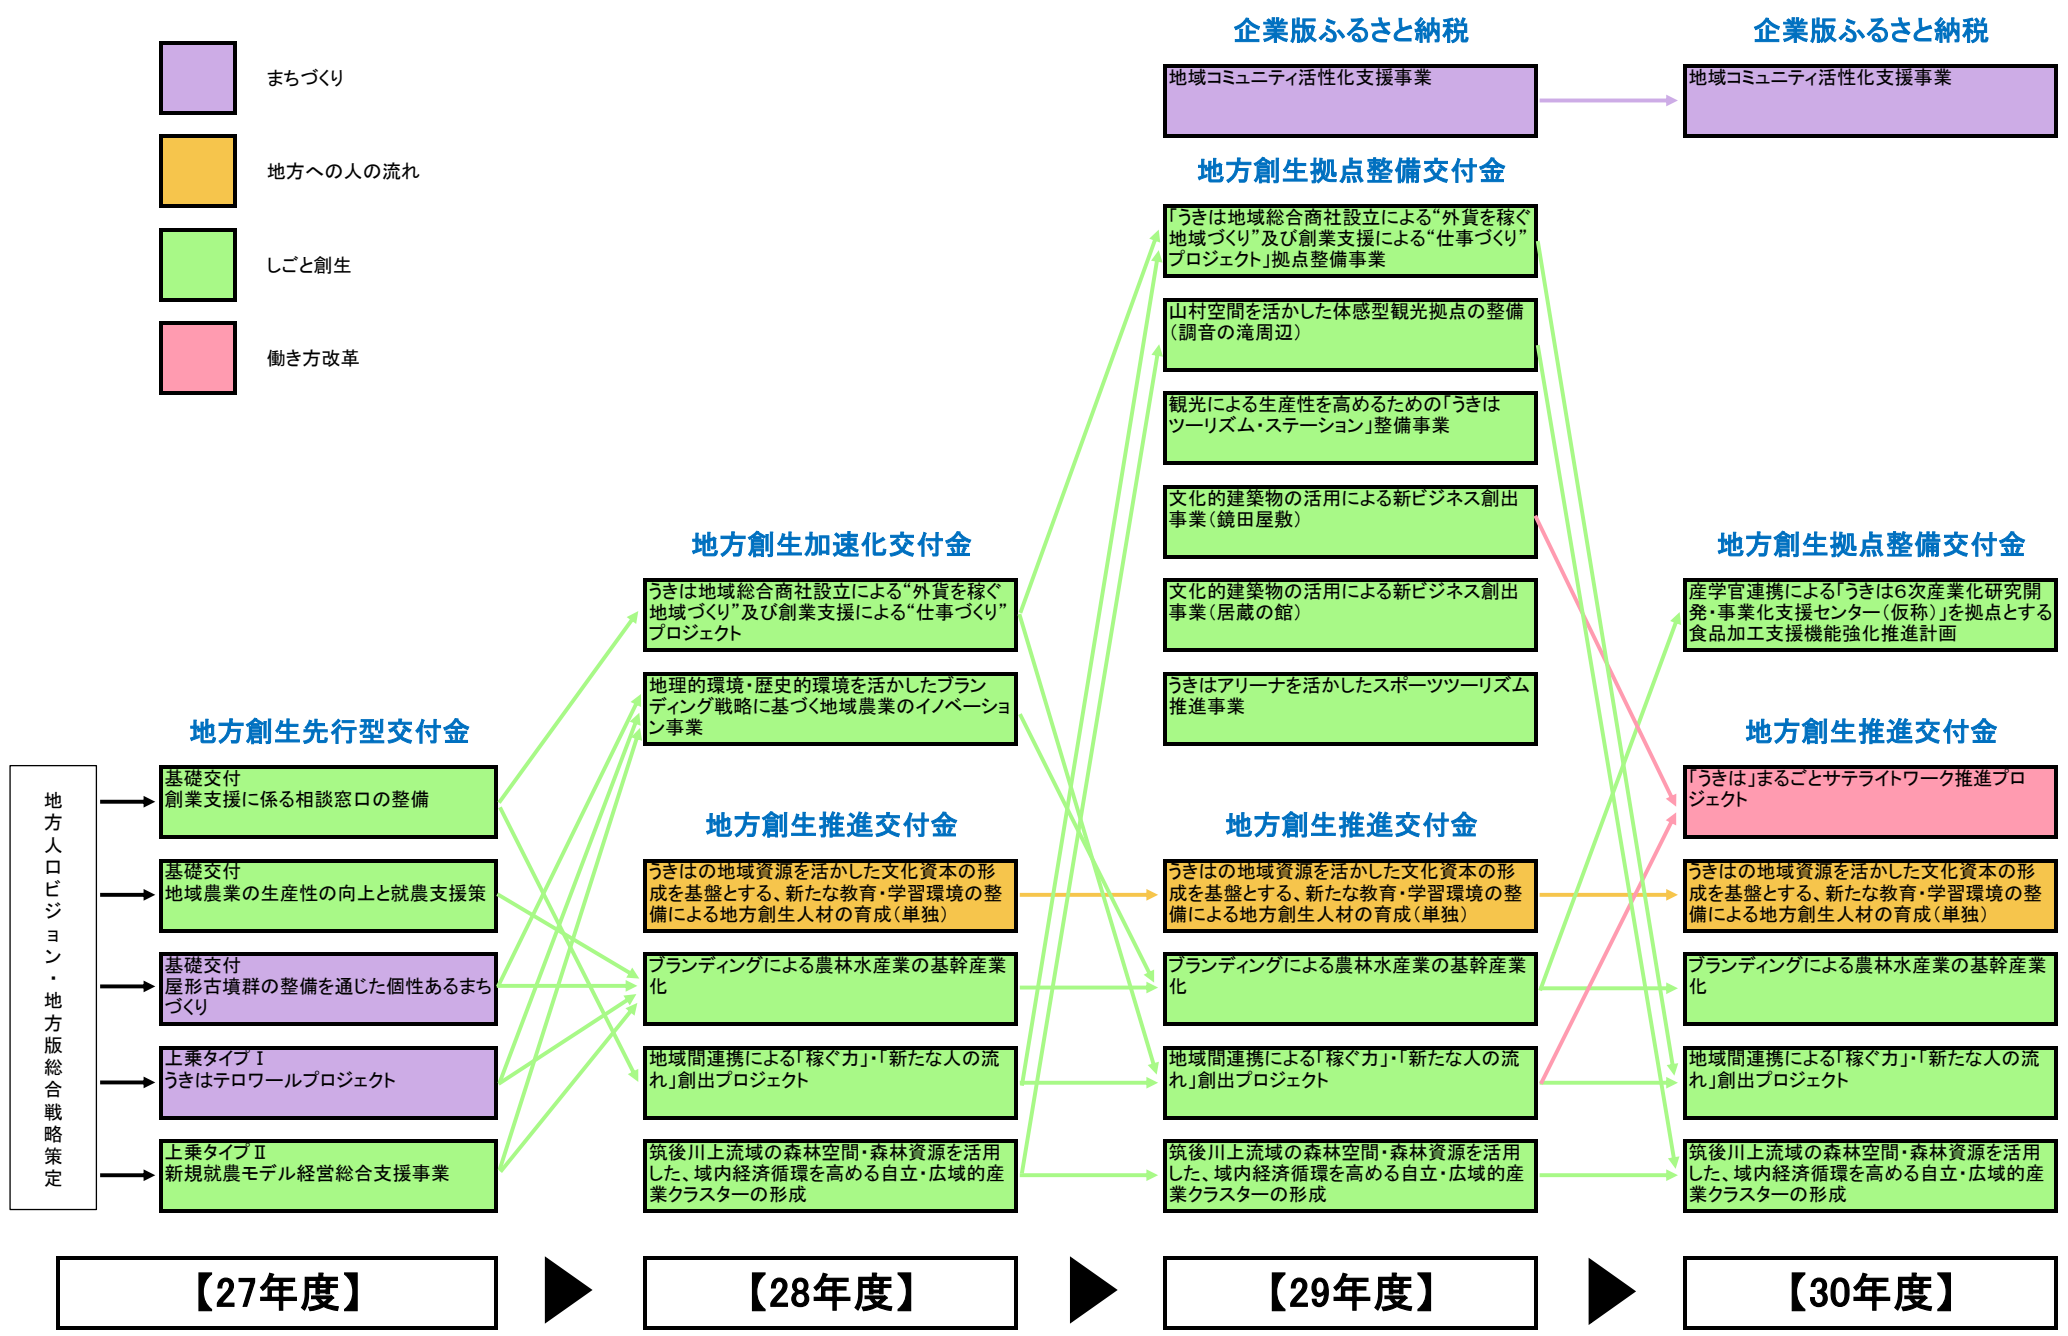 まちづくり
地方への人の流れ
しごと創生
働き方改革
地方人口ビジョン・地方版総合戦略策定
地方創生先行型交付金
基礎交付
創業支援に係る相談窓口の整備
基礎交付
地域農業の生産性の向上と就農支援策
基礎交付
屋形古墳群の整備を通じた個性あるまち
づくり
上乗タイプⅠ
うきはテロワールプロジェクト
上乗タイプⅡ
新規就農モデル経営総合支援事業
【27年度】
地方創生加速化交付金
うきは地域総合商社設立による“外貨を稼ぐ
地域づくり”及び創業支援による“仕事づくり”
プロジェクト
地理的環境・歴史的環境を活かしたブラン
ディング戦略に基づく地域農業のイノベーショ
ン事業
地方創生推進交付金
うきはの地域資源を活かした文化資本の形
成を基盤とする、新たな教育・学習環境の整
備による地方創生人材の育成（単独）
ブランディングによる農林水産業の基幹産業
化
地域間連携による「稼ぐ力」・「新たな人の流
れ」創出プロジェクト
筑後川上流域の森林空間・森林資源を活用
した、域内経済循環を高める自立・広域的産
業クラスターの形成
【28年度】
企業版ふるさと納税
地域コミュニティ活性化支援事業
地方創生拠点整備交付金
「うきは地域総合商社設立による“外貨を稼ぐ
地域づくり”及び創業支援による“仕事づくり”
プロジェクト」拠点整備事業
山村空間を活かした体感型観光拠点の整備
（調音の滝周辺）
観光による生産性を高めるための「うきは
ツーリズム・ステーション」整備事業
文化的建築物の活用による新ビジネス創出
事業（鏡田屋敷）
文化的建築物の活用による新ビジネス創出
事業（居蔵の館）
うきはアリーナを活かしたスポーツツーリズム
推進事業
地方創生推進交付金
うきはの地域資源を活かした文化資本の形
成を基盤とする、新たな教育・学習環境の整
備による地方創生人材の育成（単独）
ブランディングによる農林水産業の基幹産業
化
地域間連携による「稼ぐ力」・「新たな人の流
れ」創出プロジェクト
筑後川上流域の森林空間・森林資源を活用
した、域内経済循環を高める自立・広域的産
業クラスターの形成
【29年度】
企業版ふるさと納税
地域コミュニティ活性化支援事業
地方創生拠点整備交付金
産学官連携による「うきは６次産業化研究開
発・事業化支援センター（仮称）」を拠点とする
食品加工支援機能強化推進計画
地方創生推進交付金
「うきは」まるごとサテライトワーク推進プロ
ジェクト
うきはの地域資源を活かした文化資本の形
成を基盤とする、新たな教育・学習環境の整
備による地方創生人材の育成（単独）
ブランディングによる農林水産業の基幹産業
化
地域間連携による「稼ぐ力」・「新たな人の流
れ」創出プロジェクト
筑後川上流域の森林空間・森林資源を活用
した、域内経済循環を高める自立・広域的産
業クラスターの形成
【30年度】